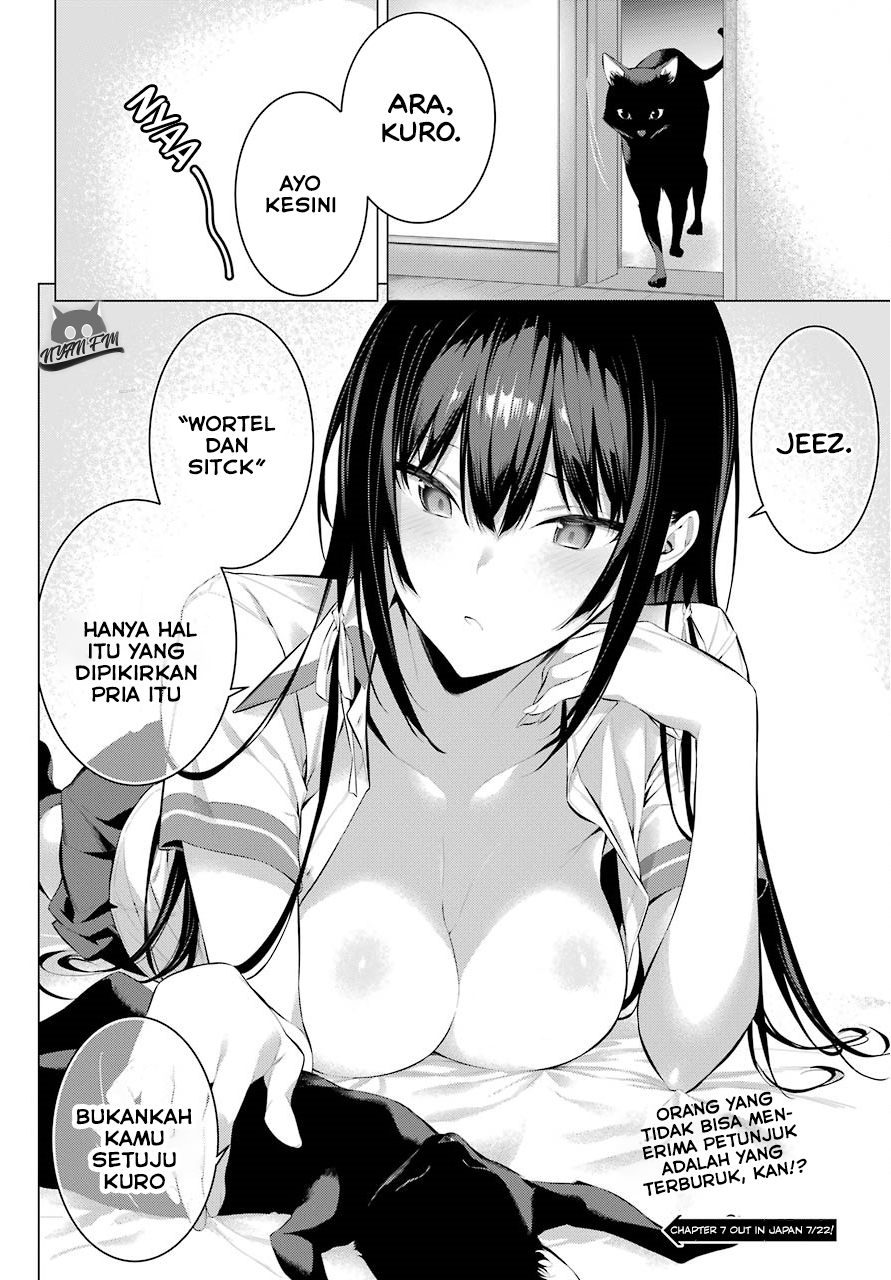 ARA,
KURO.
AYO
KESINI
NYAA
JEEZ.
"WORTEL
DAN
SITCK"
HANYA HAL
ITU YANG
DIPIKIRKAN
PRIA ITU
BUKANKAH
KAMU
SETUJU
KURO
ORANG YANG
TIDAK BISA MEN-
ERIMA PETUNJUK
ADALAH YANG
TERBURUK, KAN!?
CHAPTER 7 OUT IN JAPAN 7/22!
NYAN FM